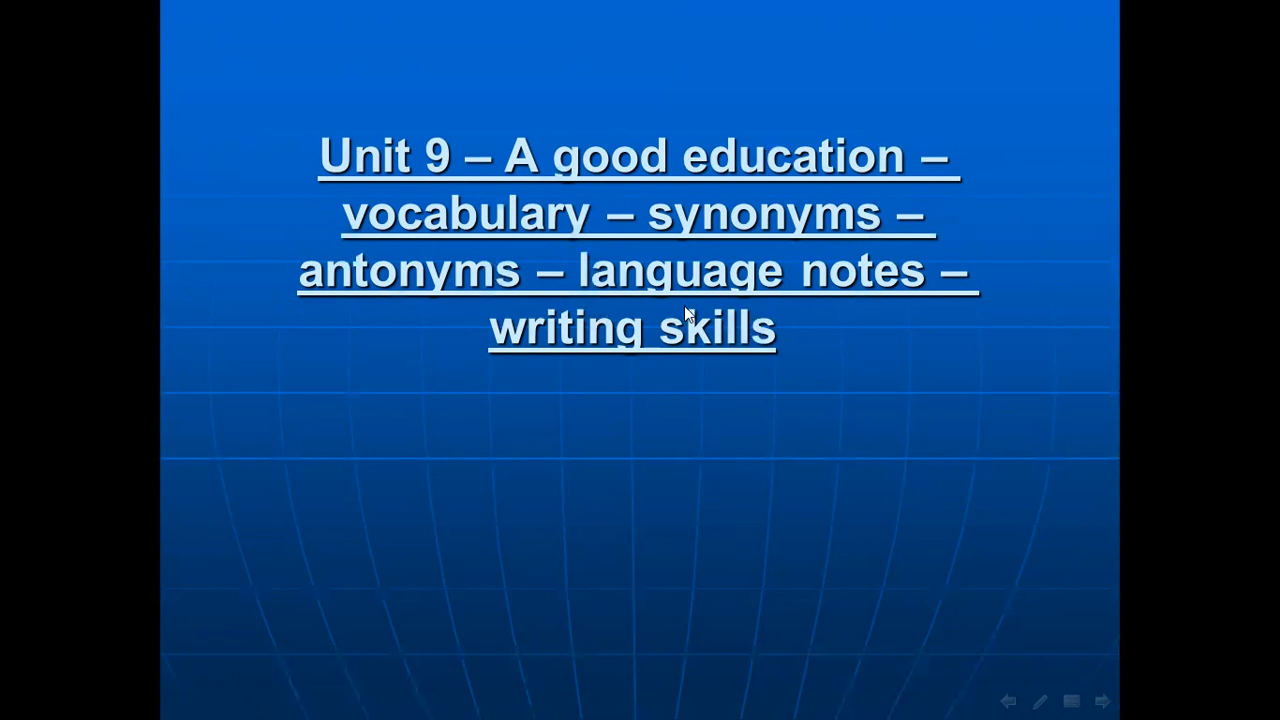 Unit 9 – A good education –
vocabulary – synonyms –
antonyms – language notes –
writing skills